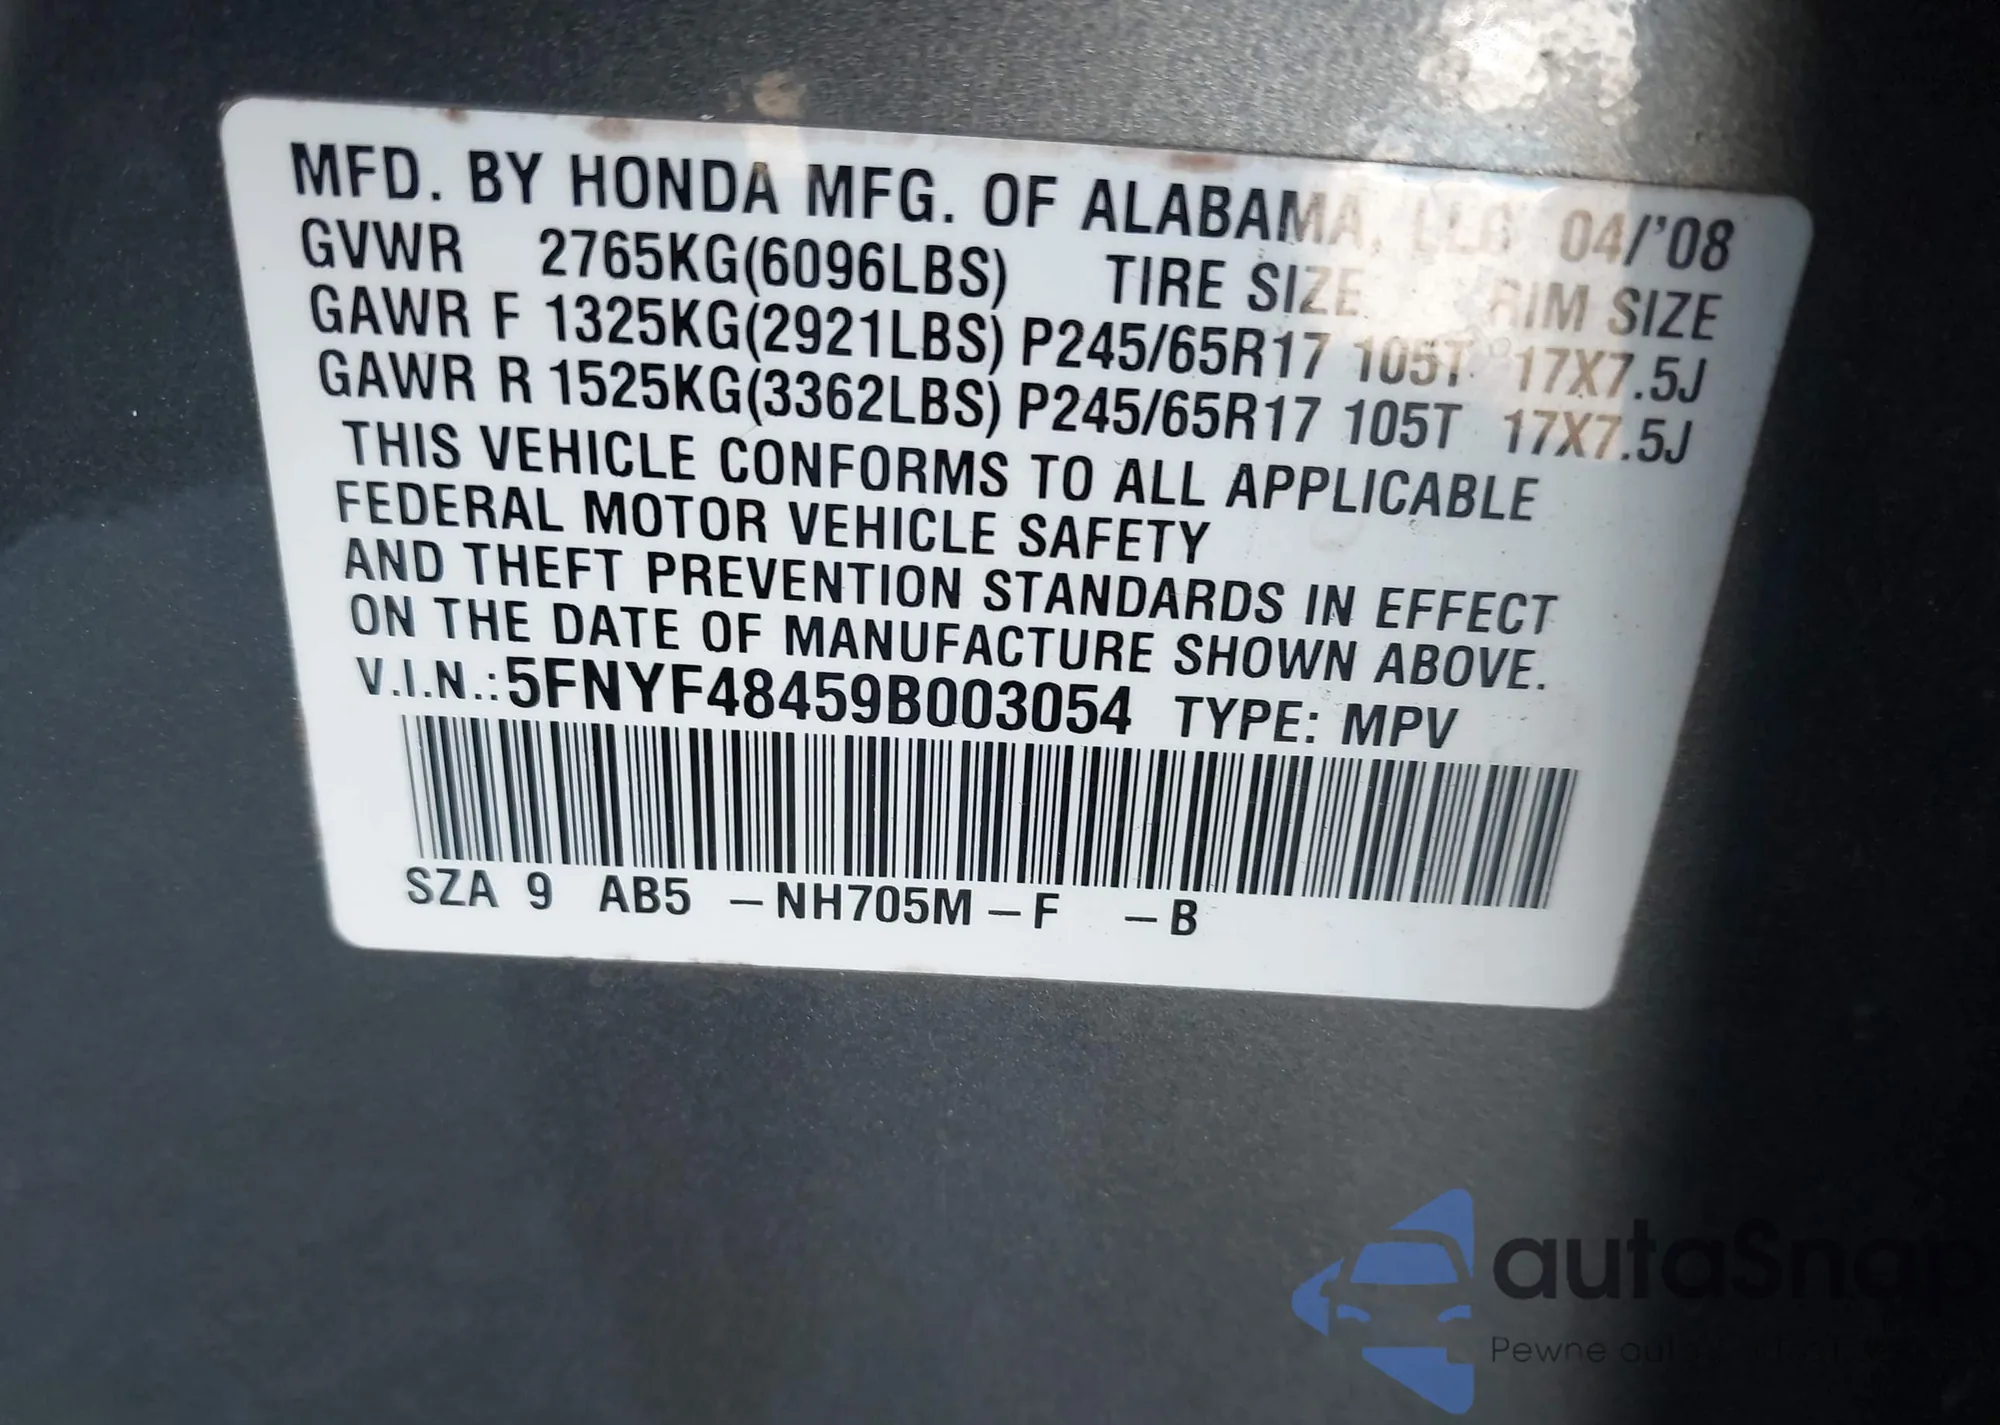 MFD. BY HONDA MFG. OF ALABAMA, LLC 04/'08
GVWR 2765KG(6096LBS) TIRE SIZE RIM SIZE
GAWR F 1325KG(2921LBS) P245/65R17 105T 17X7.5J
GAWR R 1525KG(3362LBS) P245/65R17 105T 17X7.5J
THIS VEHICLE CONFORMS TO ALL APPLICABLE
FEDERAL MOTOR VEHICLE SAFETY
AND THEFT PREVENTION STANDARDS IN EFFECT
ON THE DATE OF MANUFACTURE SHOWN ABOVE.
V.I.N.: 5FNYF48459B003054 TYPE: MPV
SZA 9 AB5 –NH705M–F –B
autaSnap
Pewne